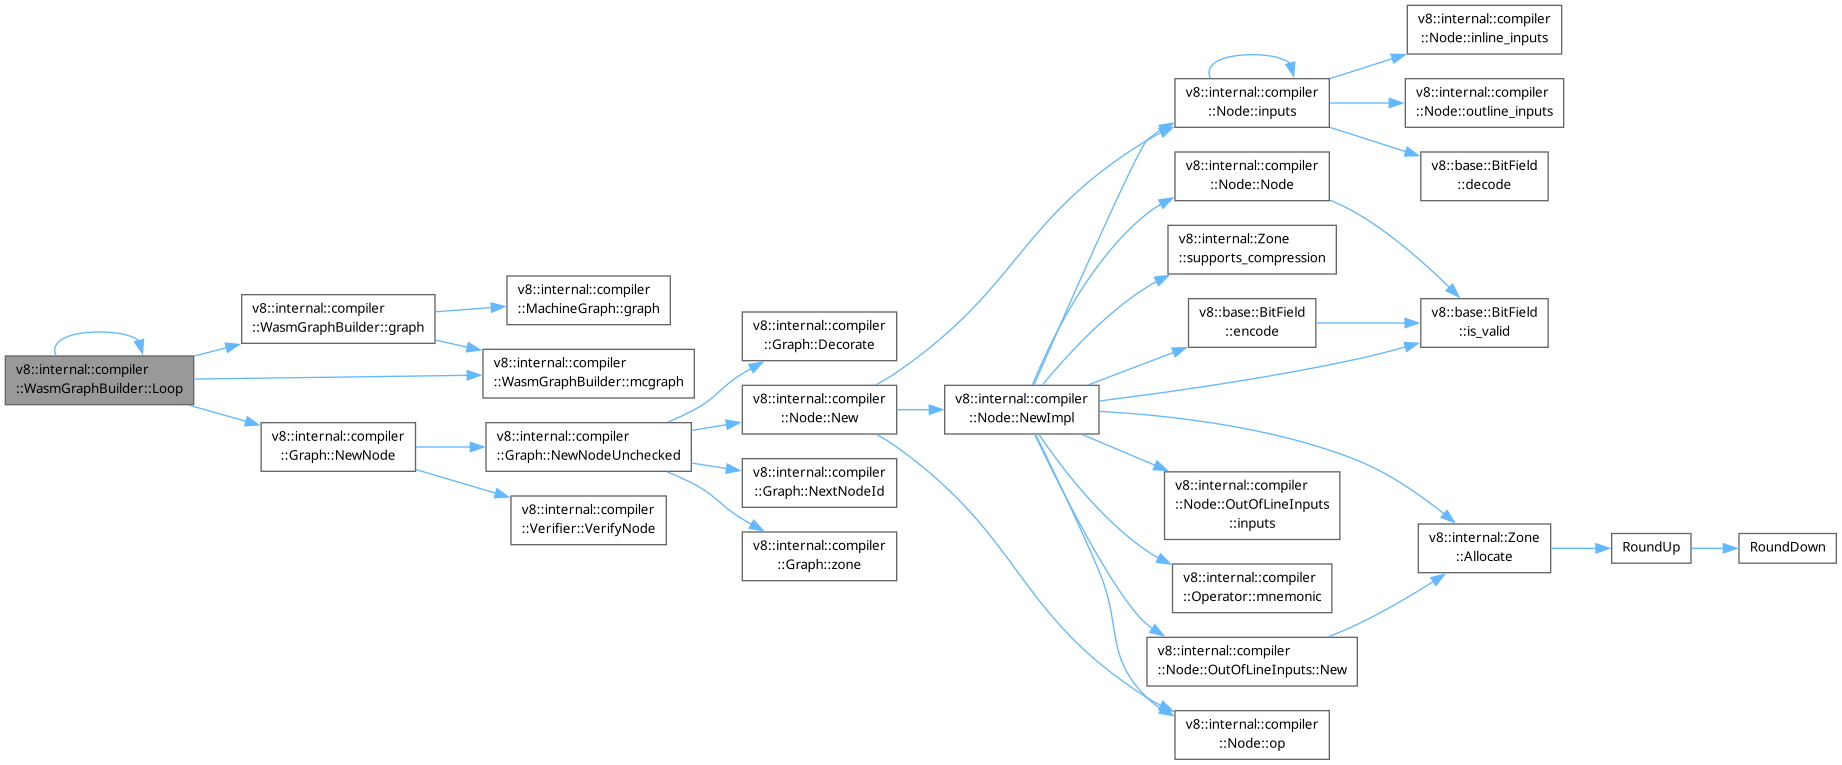 v8::internal::compiler
::WasmGraphBuilder::Loop
v8::internal::compiler
::WasmGraphBuilder::graph
v8::internal::compiler
::MachineGraph::graph
v8::internal::compiler
::WasmGraphBuilder::mcgraph
v8::internal::compiler
::Graph::NewNode
v8::internal::compiler
::Graph::NewNodeUnchecked
v8::internal::compiler
::Verifier::VerifyNode
v8::internal::compiler
::Graph::Decorate
v8::internal::compiler
::Node::New
v8::internal::compiler
::Graph::NextNodeId
v8::internal::compiler
::Graph::zone
v8::internal::compiler
::Node::NewImpl
v8::internal::compiler
::Node::inputs
v8::internal::compiler
::Node::Node
v8::internal::Zone
::supports_compression
v8::base::BitField
::encode
v8::internal::compiler
::Node::OutOfLineInputs
::inputs
v8::internal::compiler
::Operator::mnemonic
v8::internal::compiler
::Node::OutOfLineInputs::New
v8::internal::compiler
::Node::op
v8::internal::compiler
::Node::inline_inputs
v8::internal::compiler
::Node::outline_inputs
v8::base::BitField
::decode
v8::base::BitField
::is_valid
v8::internal::Zone
::Allocate
RoundUp
RoundDown